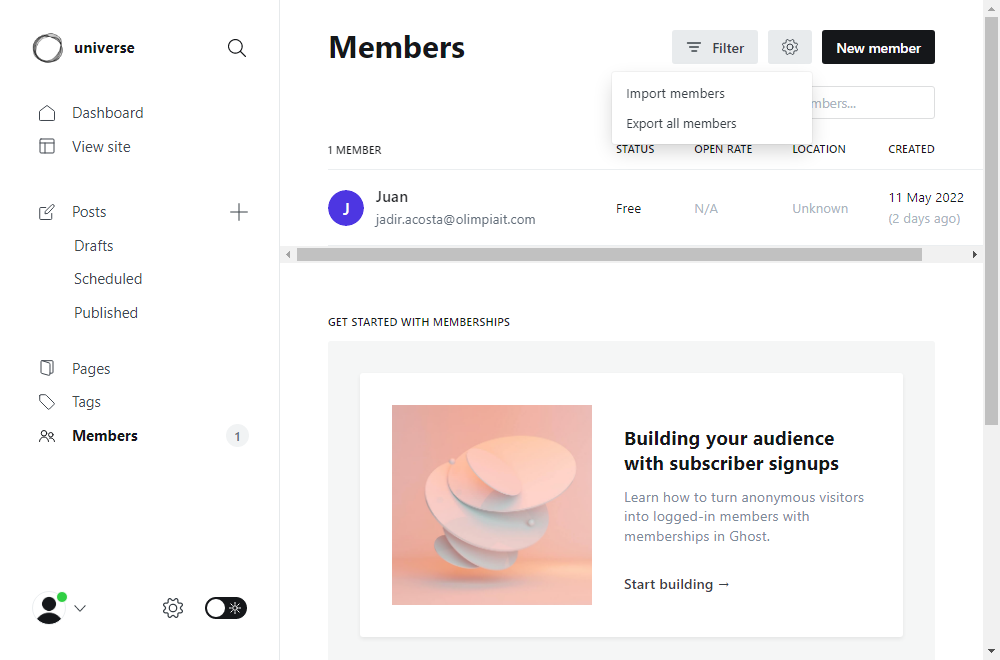 universe
Dashboard
View site
Posts
Drafts
Scheduled
Published
Pages
Tags
Members
1
Members
Filter
New member
Import members
Export all members
mbers...
1 MEMBER
STATUS
OPEN RATE
LOCATION
CREATED
J
Juan
jadir.acosta@olimpiait.com
Free
N/A
Unknown
11 May 2022
(2 days ago)
GET STARTED WITH MEMBERSHIPS
Building your audience
with subscriber signups
Learn how to turn anonymous visitors
into logged-in members with
memberships in Ghost.
Start building →